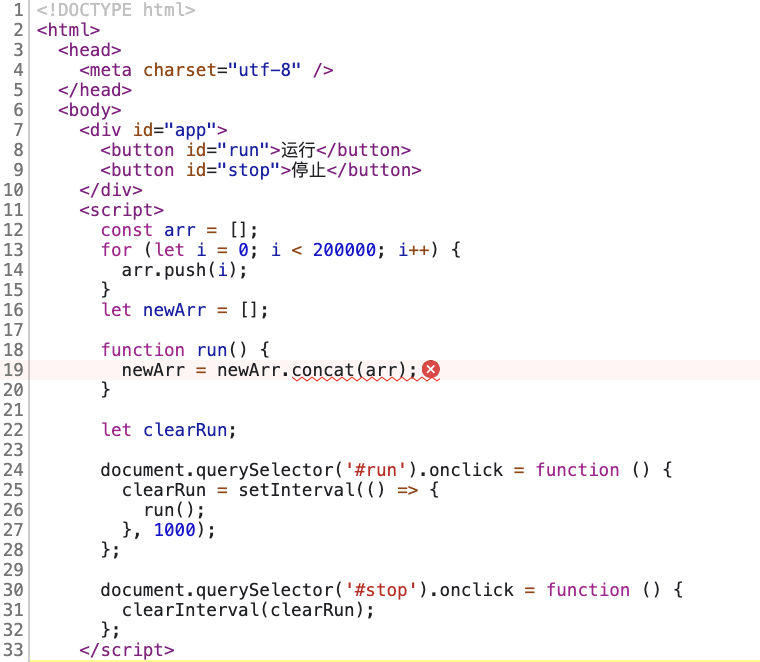 1 <!DOCTYPE html>
2 <html>
3   <head>
4     <meta charset="utf-8" />
5   </head>
6   <body>
7     <div id="app">
8       <button id="run">运行</button>
9       <button id="stop">停止</button>
10     </div>
11     <script>
12       const arr = [];
13       for (let i = 0; i < 200000; i++) {
14         arr.push(i);
15       }
16       let newArr = [];
17
18       function run() {
19         newArr = newArr.concat(arr);
20       }
21
22       let clearRun;
23
24       document.querySelector('#run').onclick = function () {
25         clearRun = setInterval(() => {
26           run();
27         }, 1000);
28       };
29
30       document.querySelector('#stop').onclick = function () {
31         clearInterval(clearRun);
32       };
33     </script>